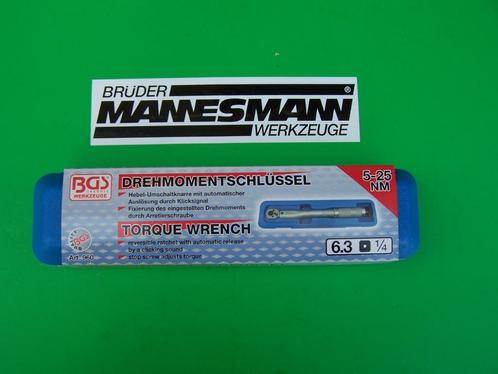 BRÜDER
MANNESMANN®
WERKZEUGE
BGS
WERKZEUGE
DREHMOMENTSCHLÜSSEL
Hebel-Umschaltknarre mit automatischer
Auslösung durch Klicksignal
Fixierung des eingestellten Drehmoments
durch Arretierschraube
5-25
NM
TORQUE WRENCH
reversible ratchet with automatic release
by a clicking sound
stop screw adjusts torque
6.3 1/4
BGS
Art. 960